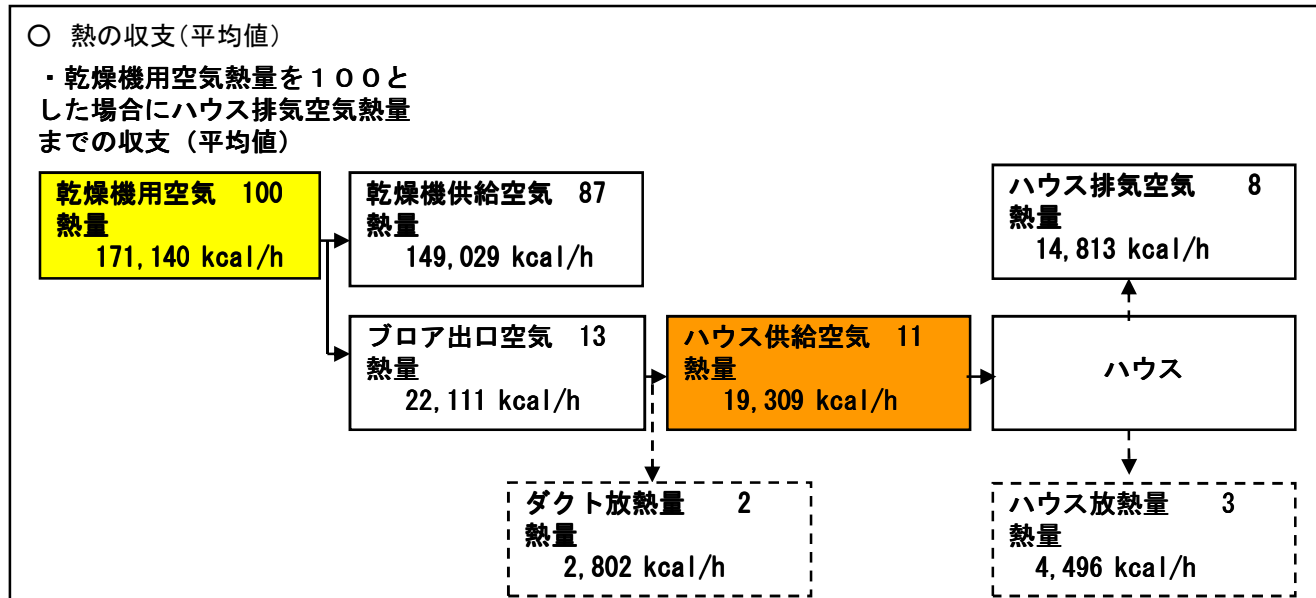 ○ 熱の収支(平均値)
・乾燥機用空気熱量を１００と
した場合にハウス排気空気熱量
までの収支（平均値）
乾燥機用空気 100
熱量
171,140 kcal/h
乾燥機供給空気 87
熱量
149,029 kcal/h
ハウス排気空気 8
熱量
14,813 kcal/h
ブロア出口空気 13
熱量
22,111 kcal/h
ハウス供給空気 11
熱量
19,309 kcal/h
ハウス
ダクト放熱量 2
熱量
2,802 kcal/h
ハウス放熱量 3
熱量
4,496 kcal/h